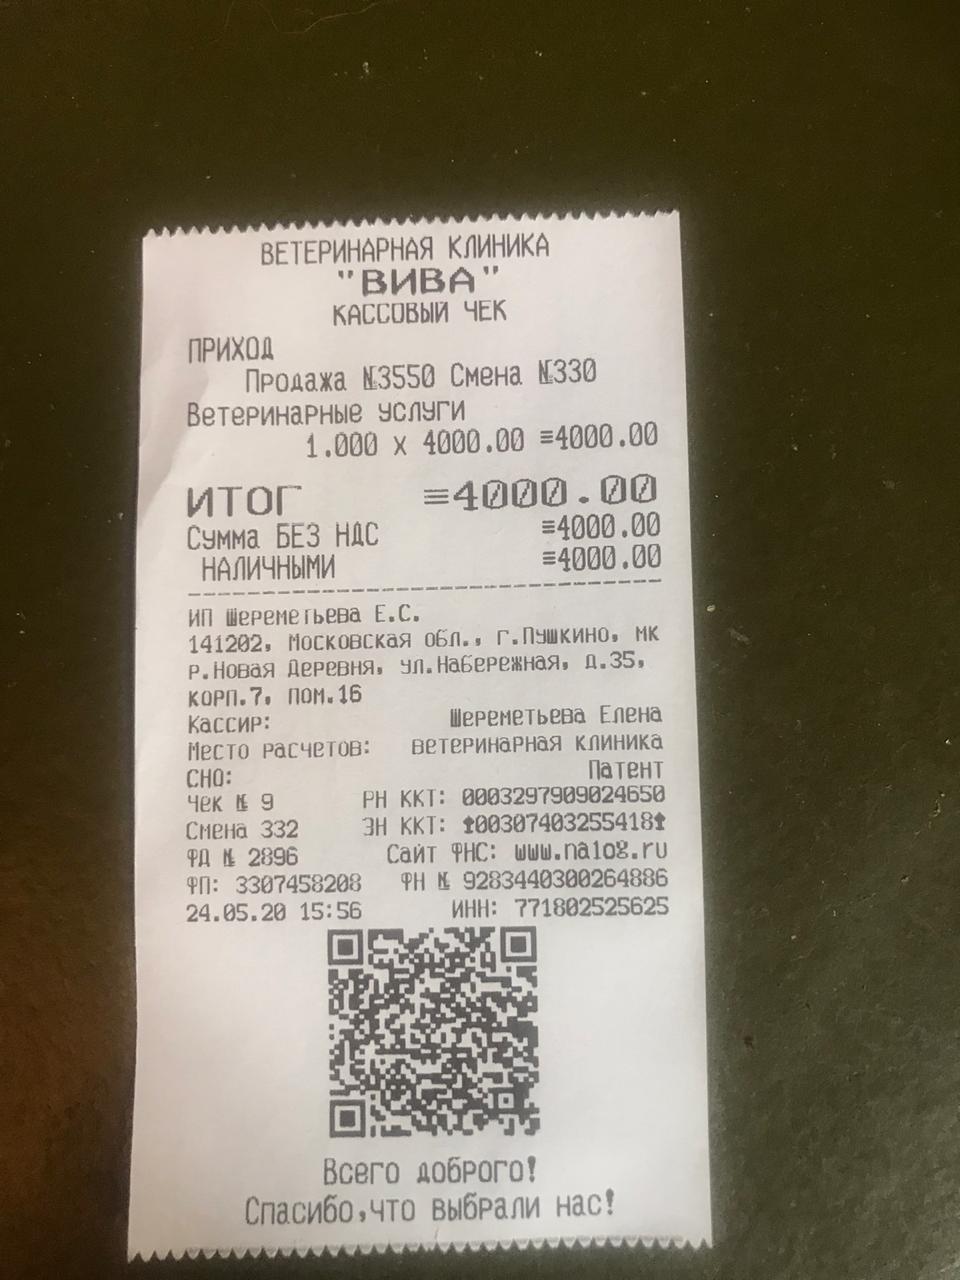 ВЕТЕРИНАРНАЯ КЛИНИКА
"ВИВА"
КАССОВЫЙ ЧЕК
ПРИХОД
Продажа №3550 Смена №330
Ветеринарные услуги
1.000 x 4000.00 ≡4000.00
ИТОГ ≡4000.00
Сумма БЕЗ НДС ≡4000.00
НАЛИЧНЫМИ ≡4000.00
ИП Шереметьева Е.С.
141202, Московская обл., г.Пушкино, мк
р.Новая Деревня, ул.Набережная, д.35,
корп.7, пом.16
Кассир: Шереметьева Елена
Место расчетов: ветеринарная клиника
СНО: Патент
Чек № 9 РН ККТ: 0003297909024650
Смена 332 ЗН ККТ: 00307403255418
ФД № 2896 Сайт ФНС: www.nalog.ru
ФП: 3307458208 ФН № 9283440300264886
24.05.20 15:56 ИНН: 771802525625
Всего доброго!
Спасибо,что выбрали нас!